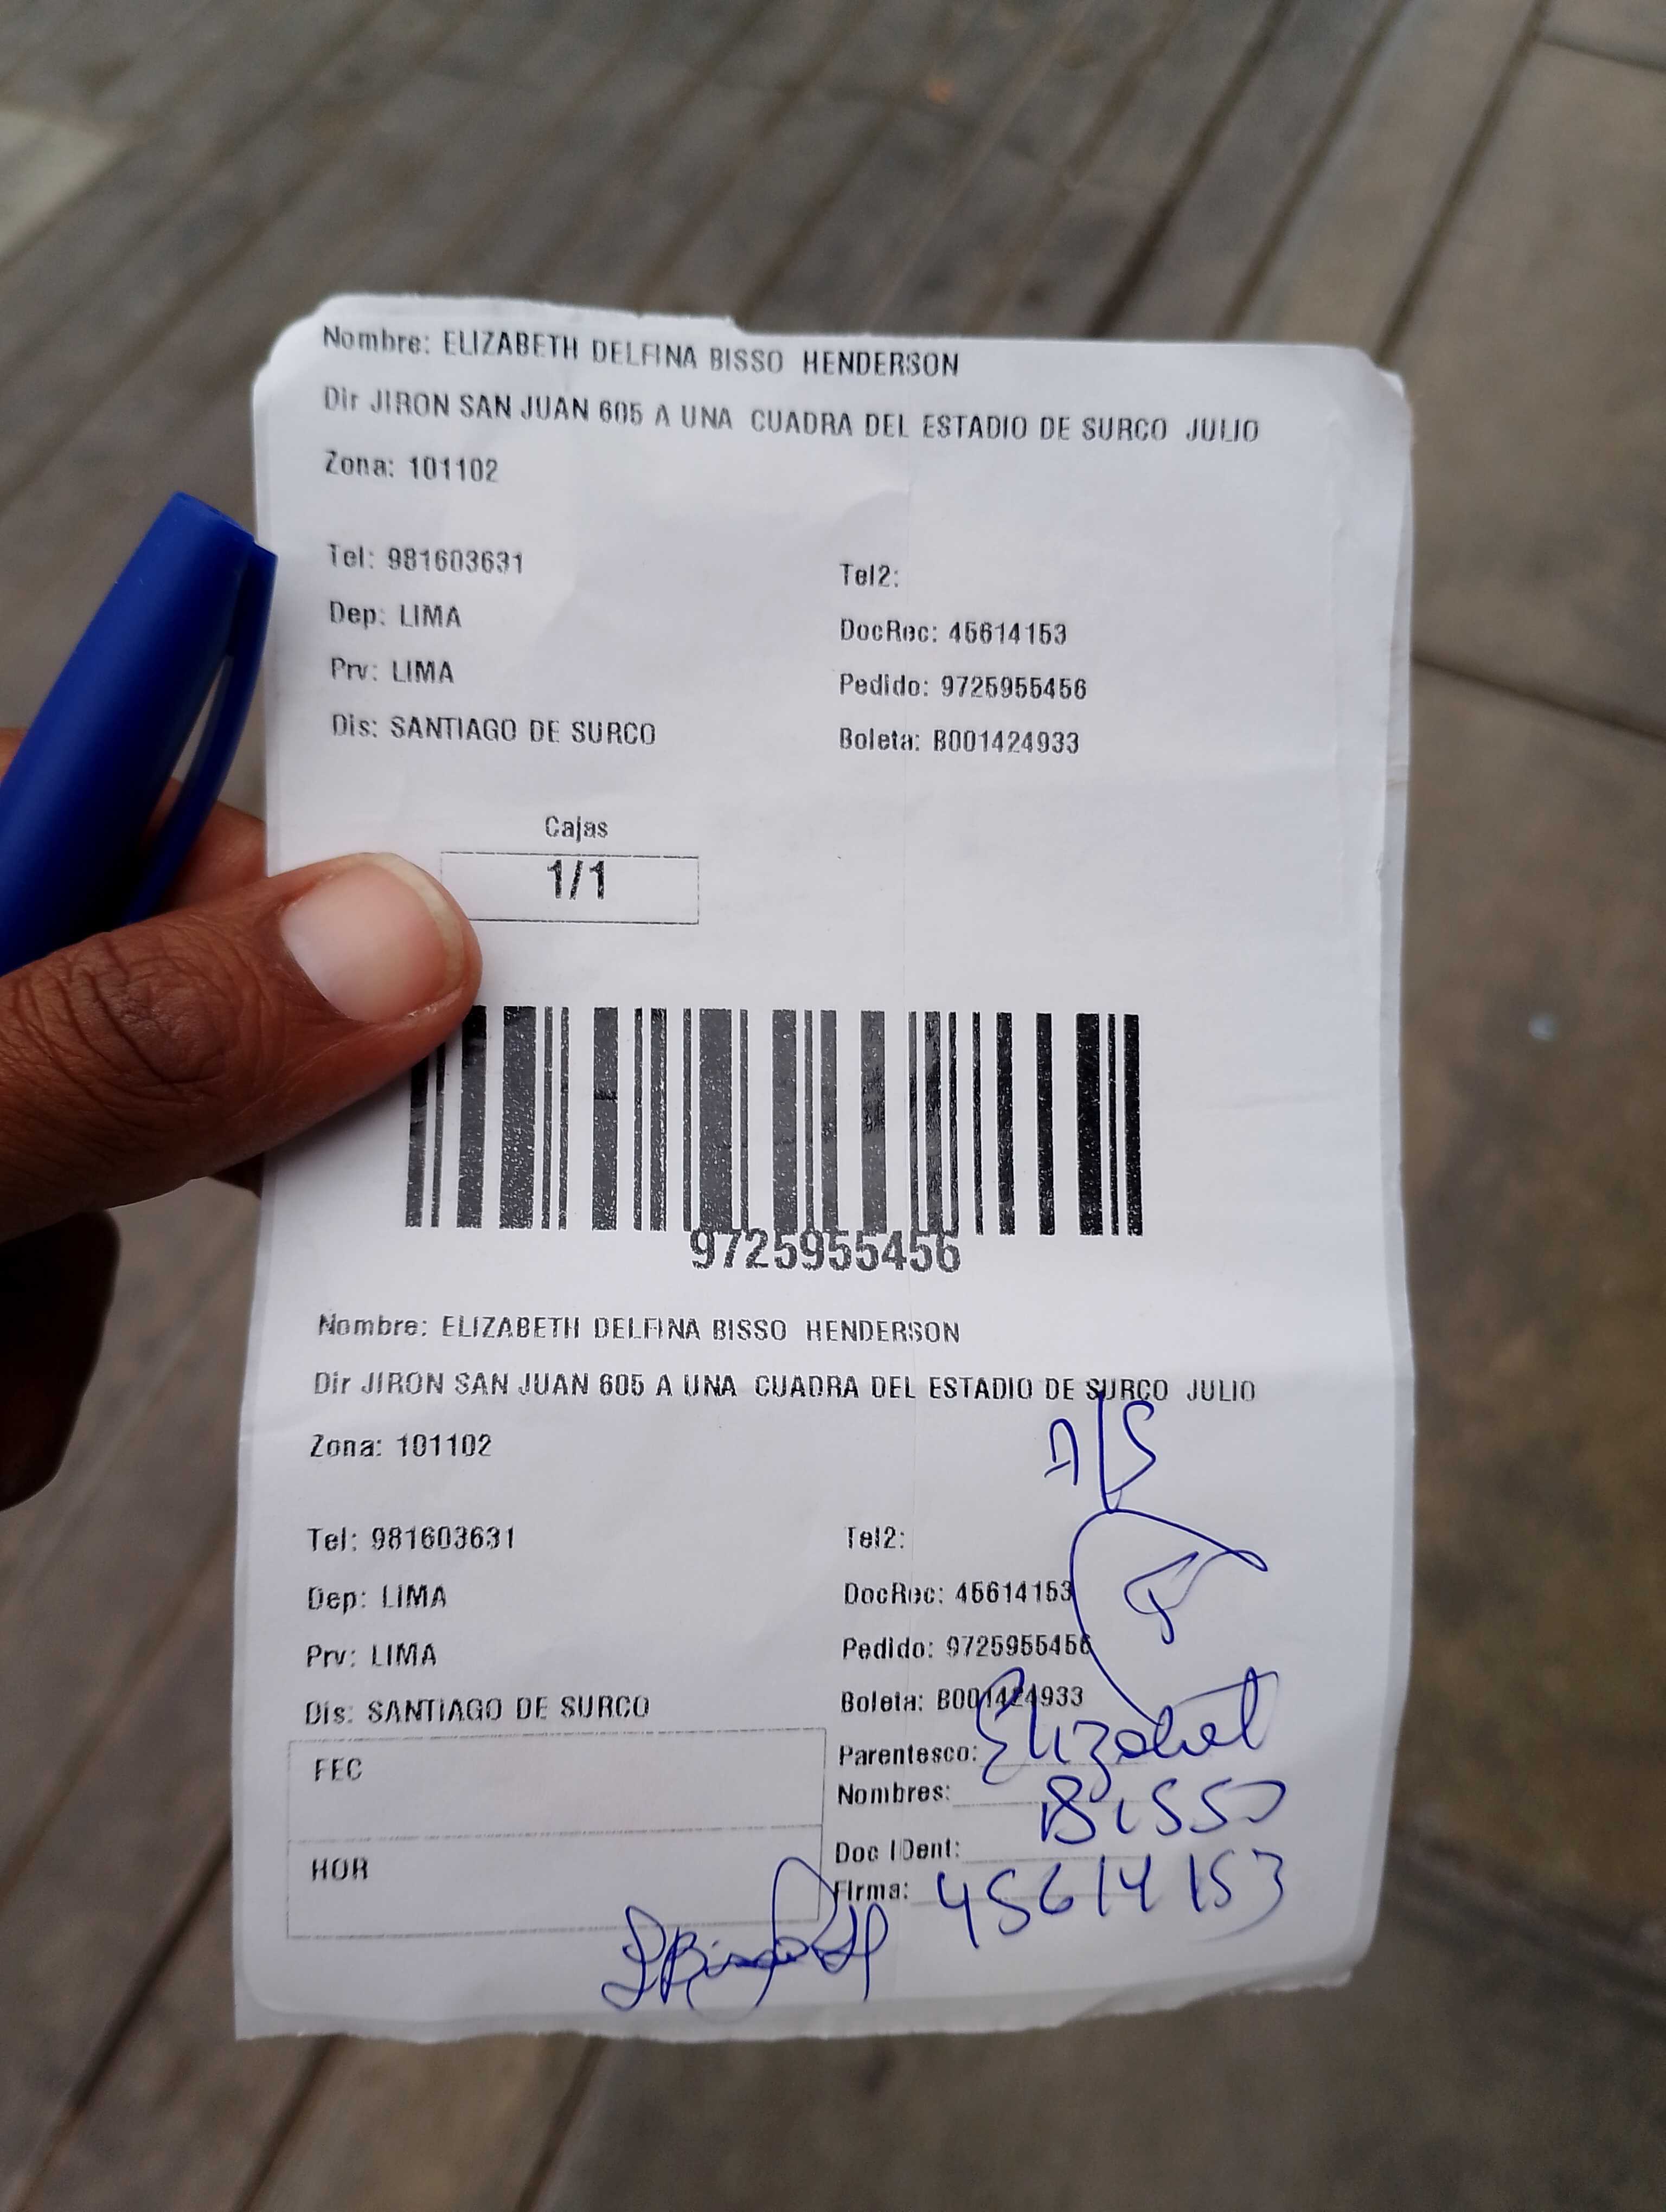 Nombre: ELIZABETH DELFINA BISSO HENDERSON
Dir JIRON SAN JUAN 605 A UNA CUADRA DEL ESTADIO DE SURCO JULIO
Zona: 101102
Tel: 981603631 Tel2:
Dep: LIMA DocRec: 45614153
Prv: LIMA Pedido: 9725955456
Dis: SANTIAGO DE SURCO Boleta: B001424933
Cajas
1/1
9725955456
Nombre: ELIZABETH DELFINA BISSO HENDERSON
Dir JIRON SAN JUAN 605 A UNA CUADRA DEL ESTADIO DE SURCO JULIO
Zona: 101102
Tel: 981603631 Tel2:
Dep: LIMA DocRec: 45614153
Prv: LIMA Pedido: 9725955456
Dis: SANTIAGO DE SURCO Boleta: B001424933
FEC Parentesco: Elizabet
Nombres: Bisso
HOR Doc IDent:
Firma: 45614153